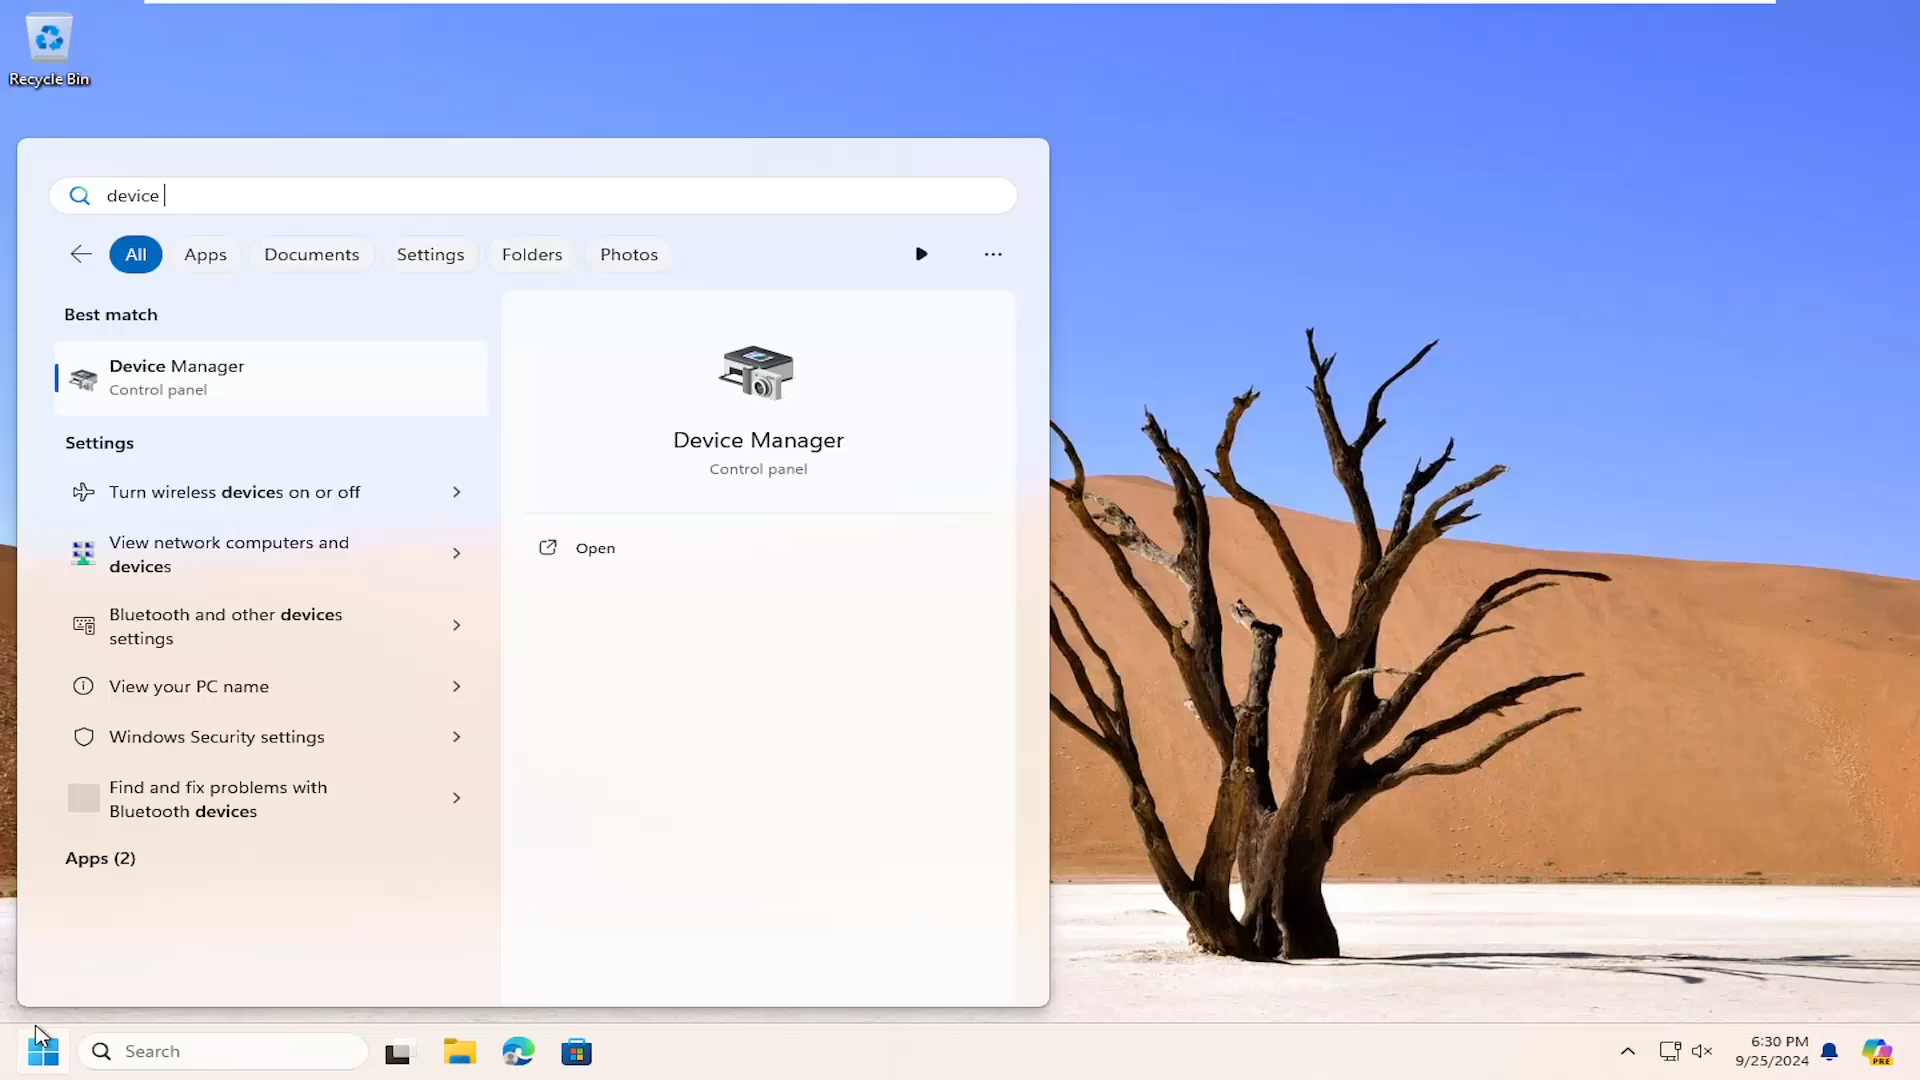 Recycle Bin
device
All
Apps
Documents
Settings
Folders
Photos
Best match
Device Manager
Control panel
Settings
Turn wireless devices on or off
View network computers and
devices
Bluetooth and other devices
settings
View your PC name
Windows Security settings
Find and fix problems with
Bluetooth devices
Apps (2)
Device Manager
Control panel
Open
Search
6:30 PM
9/25/2024
PRE